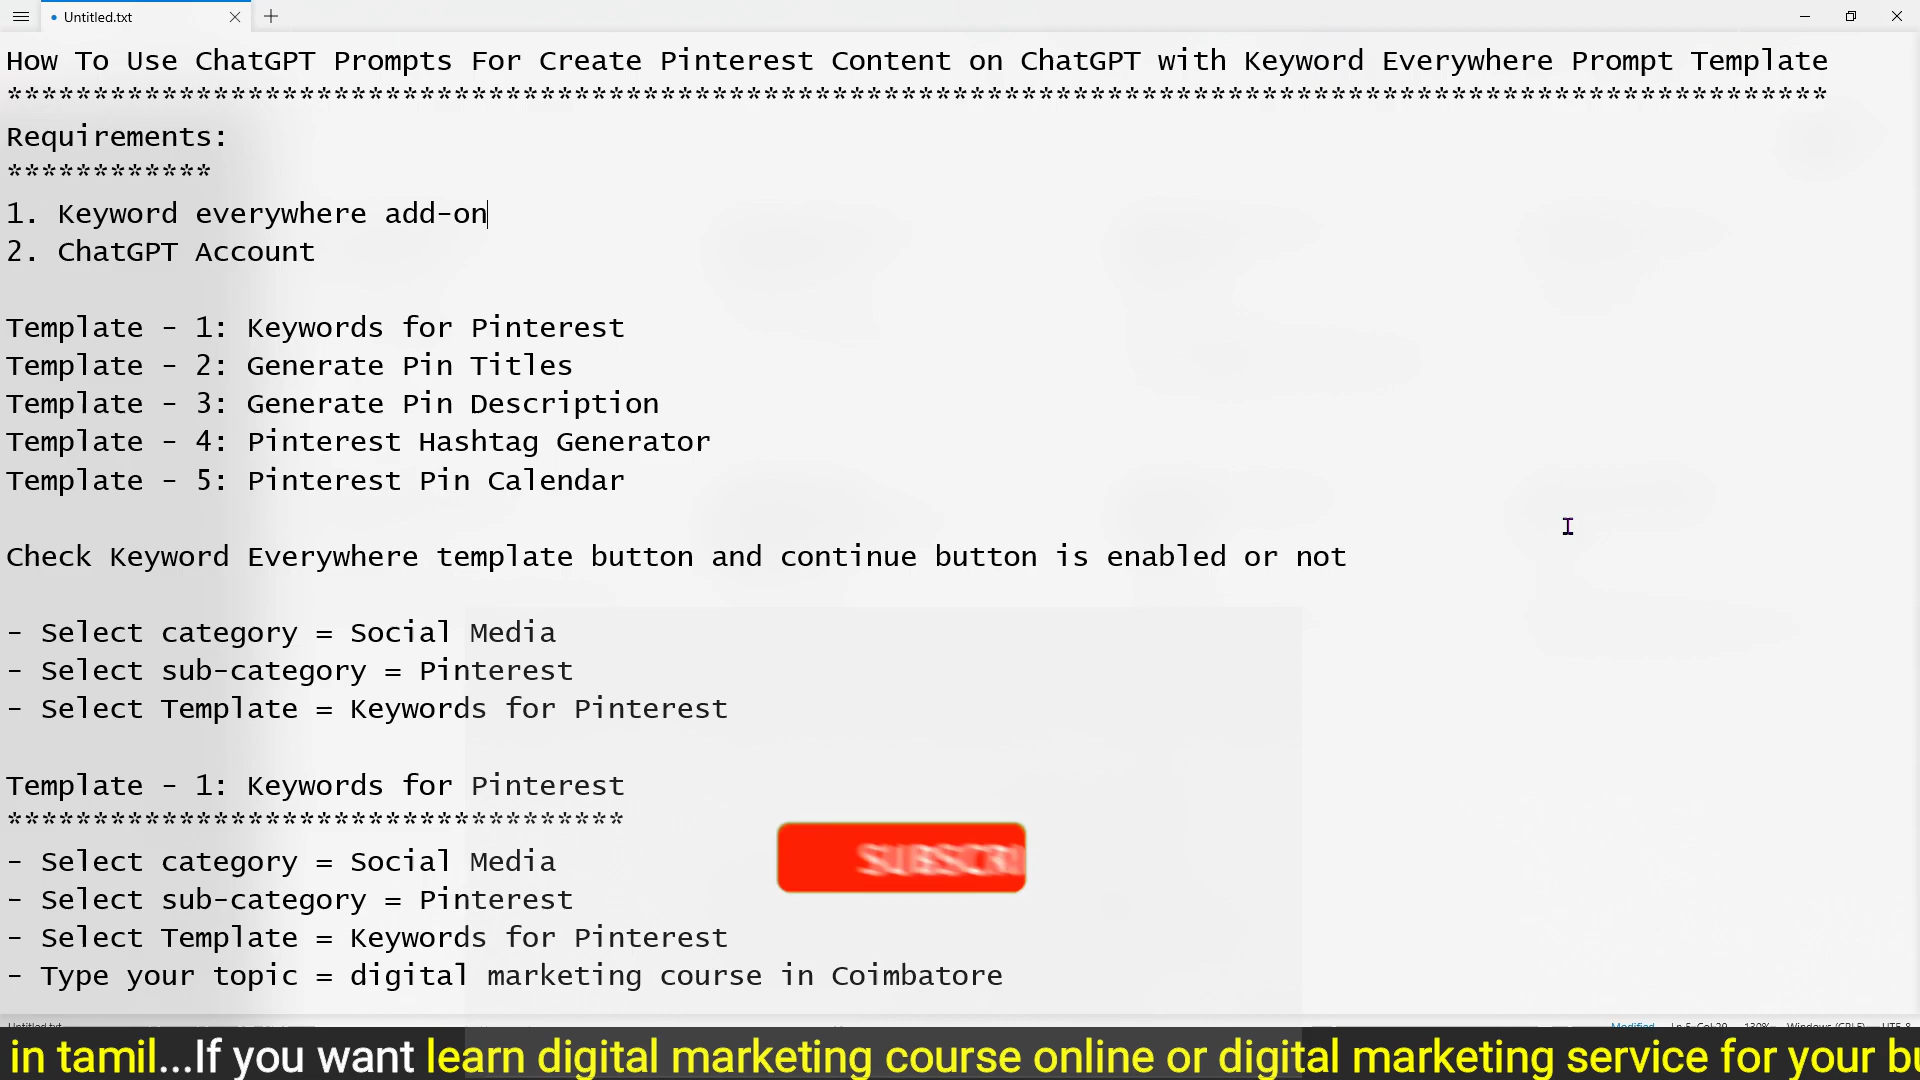 Untitled.txt
How To Use ChatGPT Prompts For Create Pinterest Content on ChatGPT with Keyword Everywhere Prompt Template
**********************************************************************************************************
Requirements:
************
1. Keyword everywhere add-on
2. ChatGPT Account
Template - 1: Keywords for Pinterest
Template - 2: Generate Pin Titles
Template - 3: Generate Pin Description
Template - 4: Pinterest Hashtag Generator
Template - 5: Pinterest Pin Calendar
Check Keyword Everywhere template button and continue button is enabled or not
- Select category = Social Media
- Select sub-category = Pinterest
- Select Template = Keywords for Pinterest
Template - 1: Keywords for Pinterest
************************************
- Select category = Social Media
- Select sub-category = Pinterest
- Select Template = Keywords for Pinterest
- Type your topic = digital marketing course in Coimbatore
in tamil...If you want learn digital marketing course online or digital marketing service for your